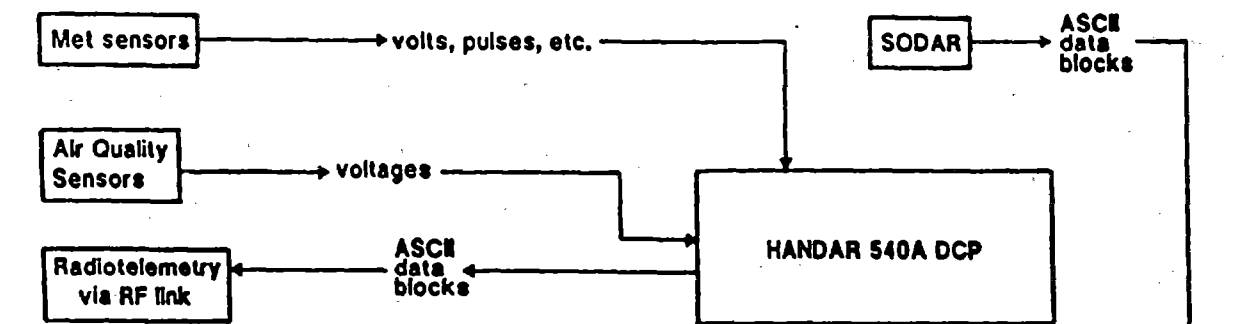 Met sensors
volts, pulses, etc.
SODAR
ASCII
data
blocks
Air Quality
Sensors
voltages
HANDAR 540A DCP
Radiotelemetry
via RF link
ASCII
data
blocks